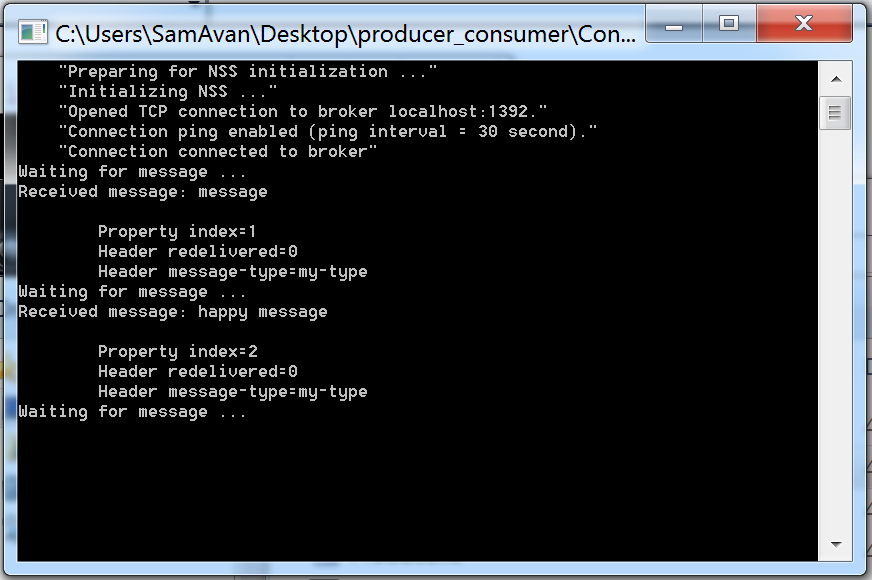 C:\Users\SamAvan\Desktop\producer_consumer\Con...
"Preparing for NSS initialization ..."
"Initializing NSS ..."
"Opened TCP connection to broker localhost:1392."
"Connection ping enabled (ping interval = 30 second)."
"Connection connected to broker"
Waiting for message ...
Received message: message
Property index=1
Header redelivered=0
Header message-type=my-type
Waiting for message ...
Received message: happy message
Property index=2
Header redelivered=0
Header message-type=my-type
Waiting for message ...